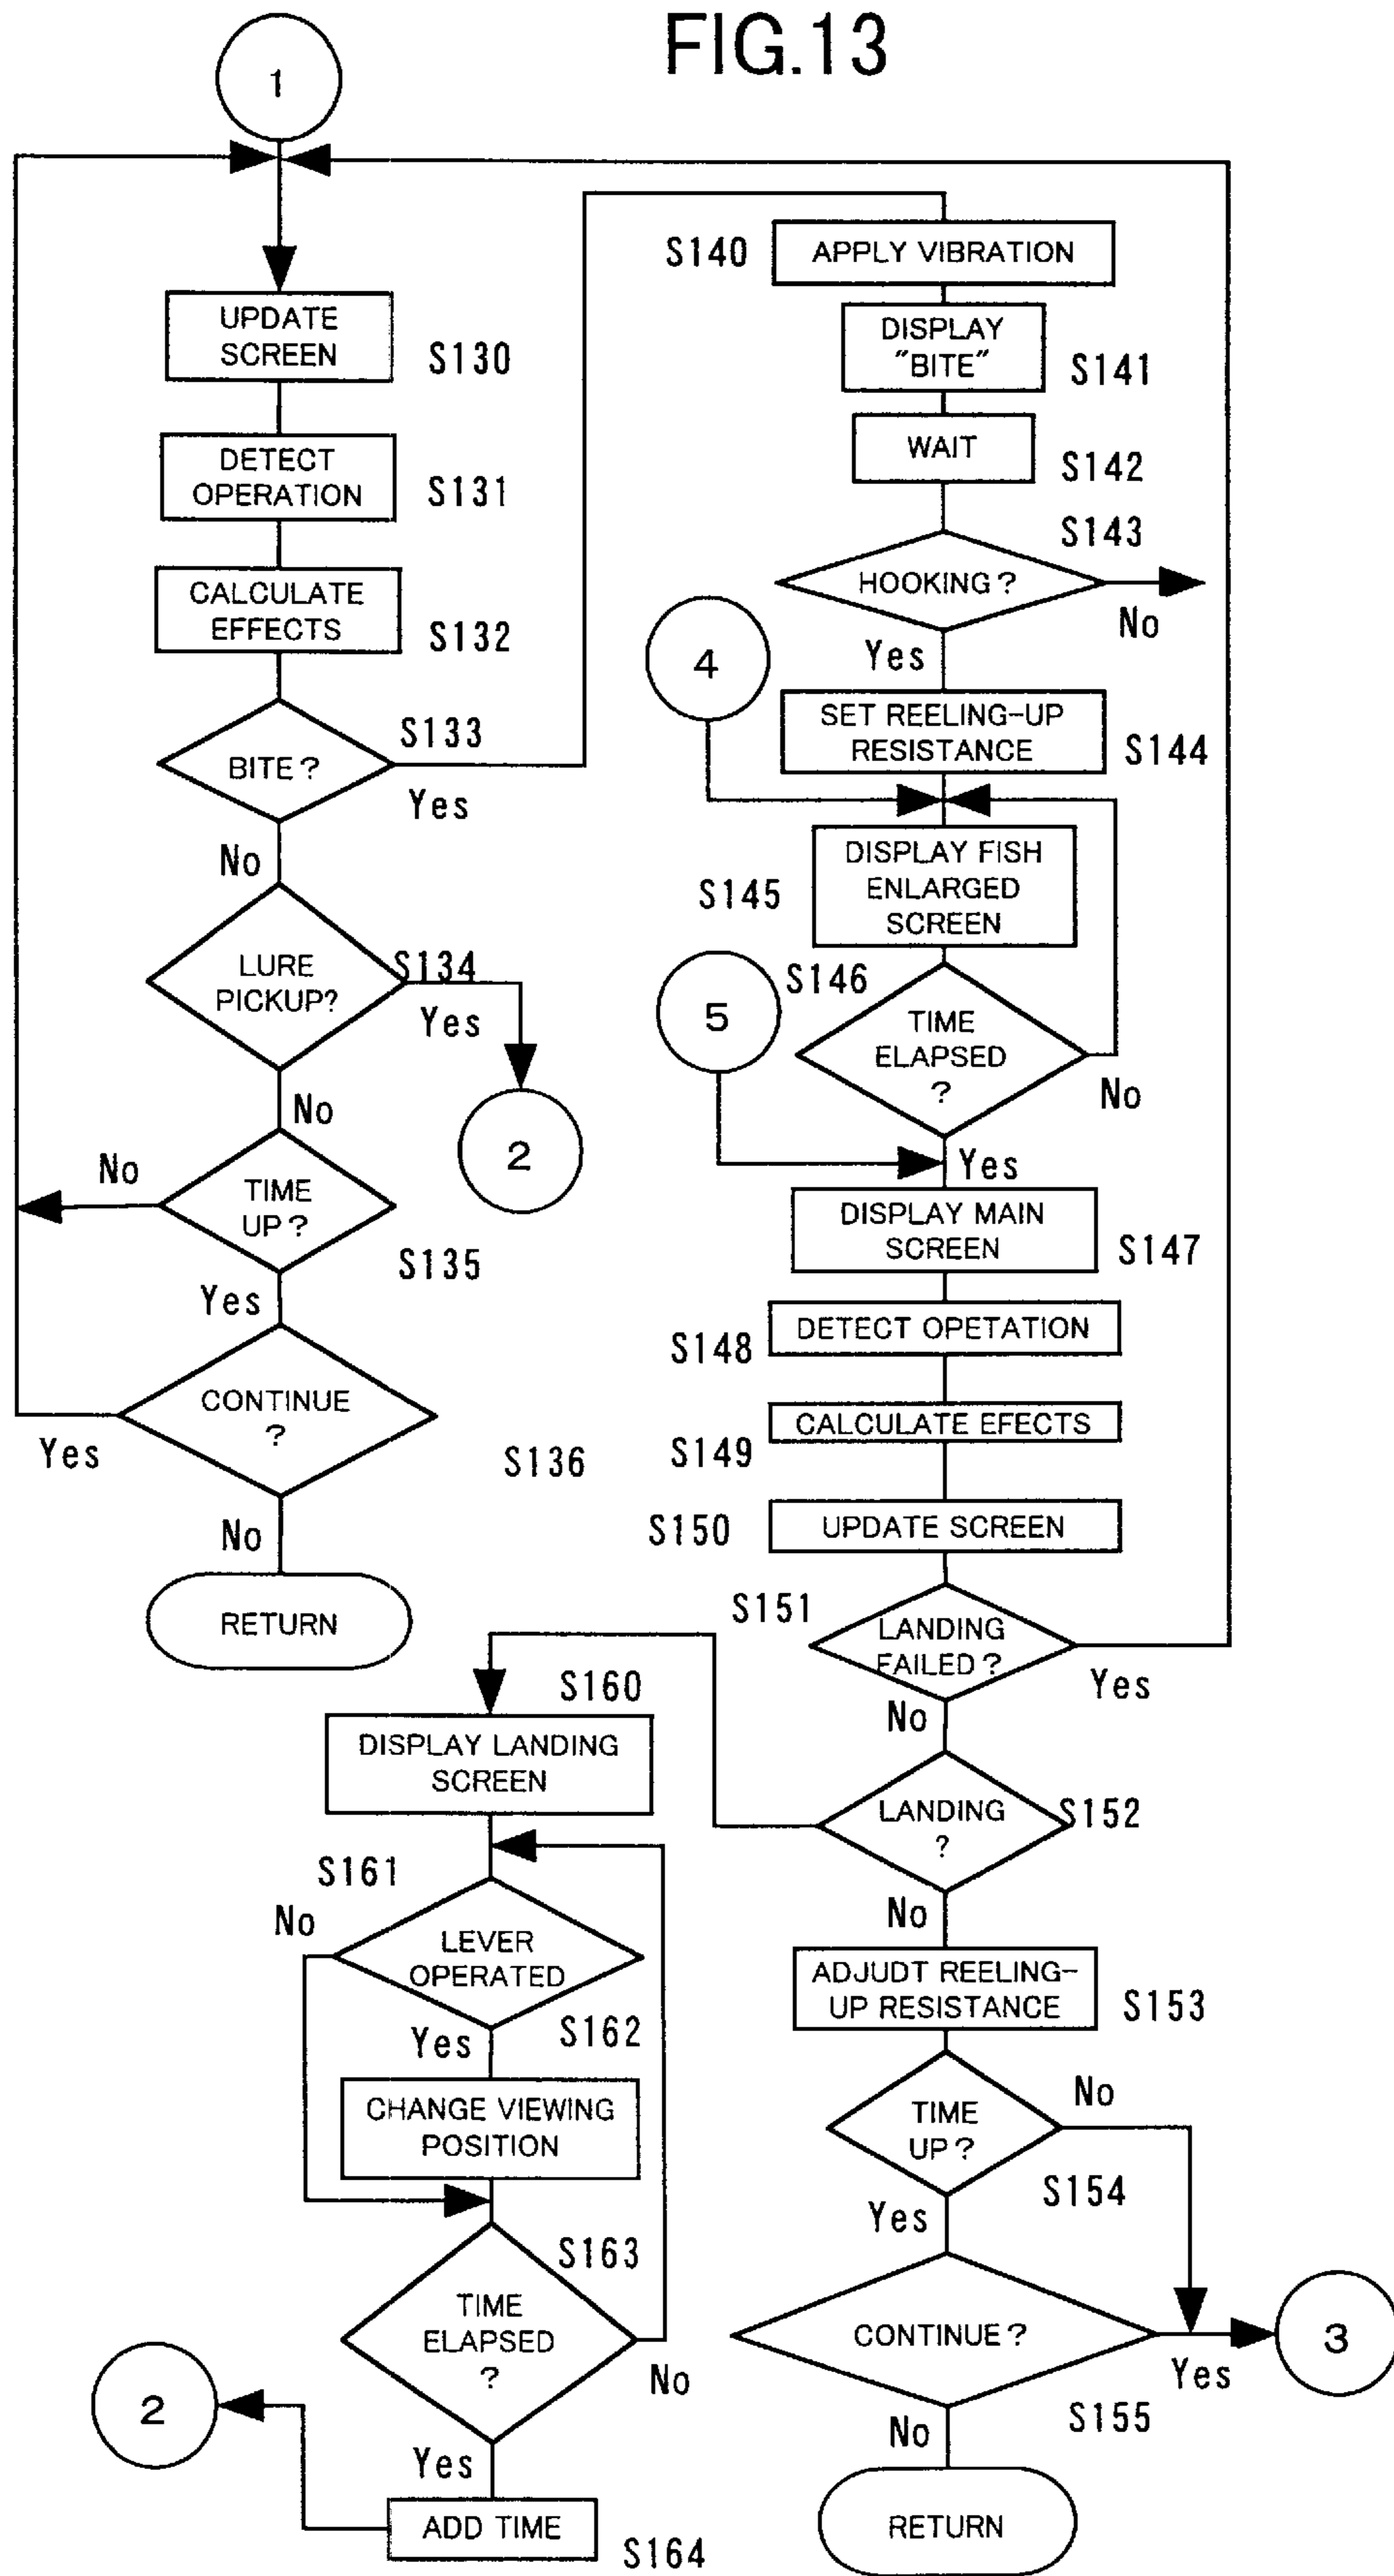 FIG.13
1
UPDATE
SCREEN
S130
DETECT
OPERATION
S131
CALCULATE
EFFECTS
S132
BITE?
S133
Yes
No
LURE
PICKUP?
S134
Yes
2
No
TIME
UP?
No
S135
Yes
CONTINUE
?
Yes
S136
No
RETURN
S140
APPLY VIBRATION
DISPLAY
"BITE"
S141
WAIT
S142
S143
HOOKING?
No
Yes
4
SET REELING-UP
RESISTANCE
S144
DISPLAY FISH
ENLARGED
SCREEN
S145
S146
5
TIME
ELAPSED
?
No
Yes
DISPLAY MAIN
SCREEN
S147
DETECT OPETATION
S148
CALCULATE EFECTS
S149
S150
UPDATE SCREEN
S151
LANDING
FAILED?
Yes
No
LANDING
?
S152
No
ADJUDT REELING-
UP RESISTANCE
S153
TIME
UP?
No
S154
Yes
CONTINUE?
Yes
3
S155
No
RETURN
S160
DISPLAY LANDING
SCREEN
S161
No
LEVER
OPERATED
Yes
S162
CHANGE VIEWING
POSITION
S163
TIME
ELAPSED
?
No
2
Yes
ADD TIME
S164